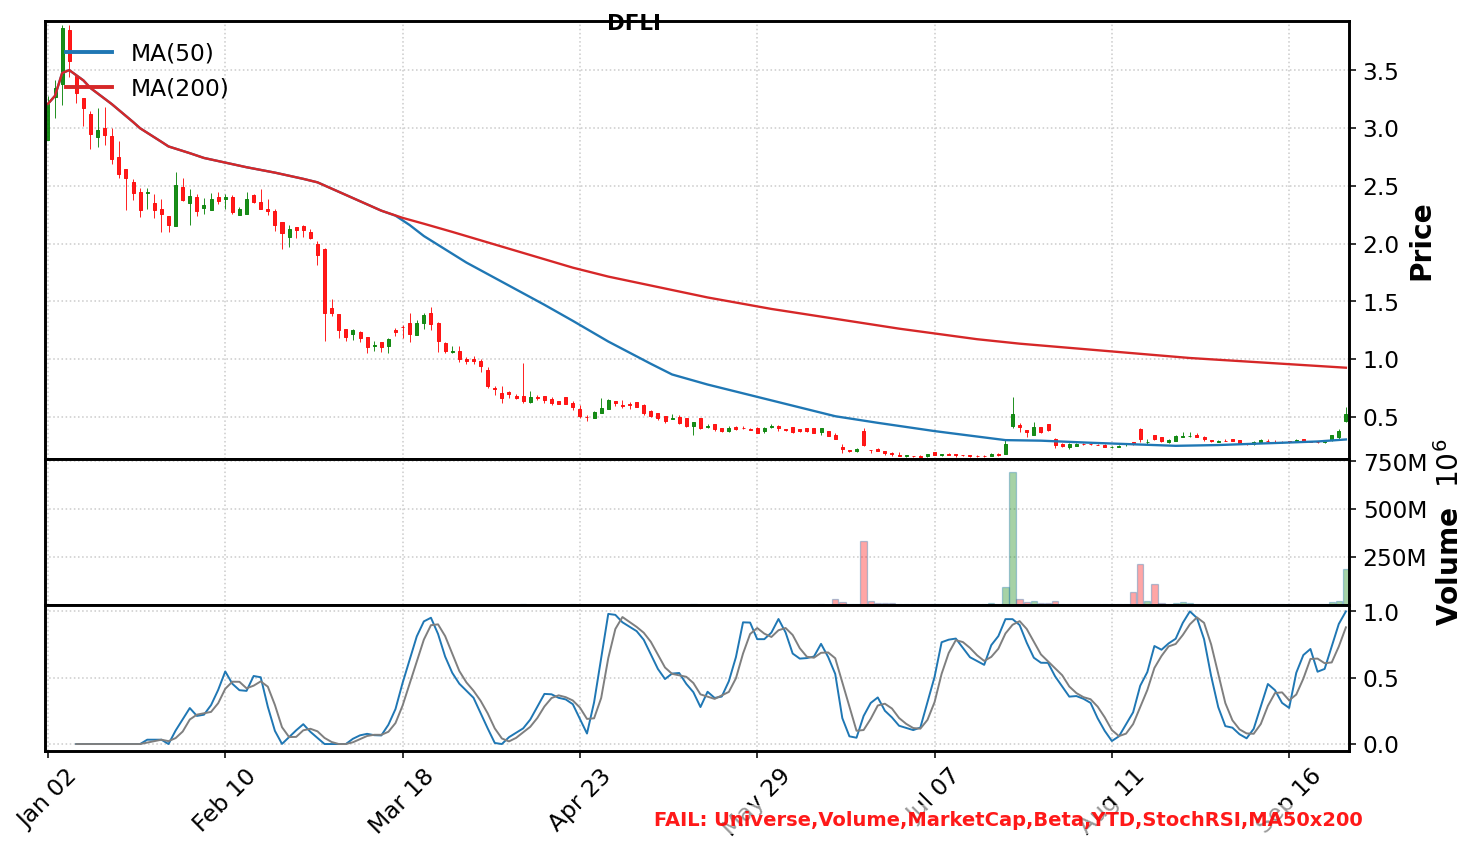 DFLI
MA(50)
MA(200)
3.5
3.0
2.5
2.0
1.5
1.0
0.5
Price
750M
500M
250M
Volume 10^6
1.0
0.5
0.0
Jan 02
Feb 10
Mar 18
Apr 23
May 29
Jul 07
Aug 11
Sep 16
FAIL: Universe,Volume,MarketCap,Beta,YTD,StochRSI,MA50x200